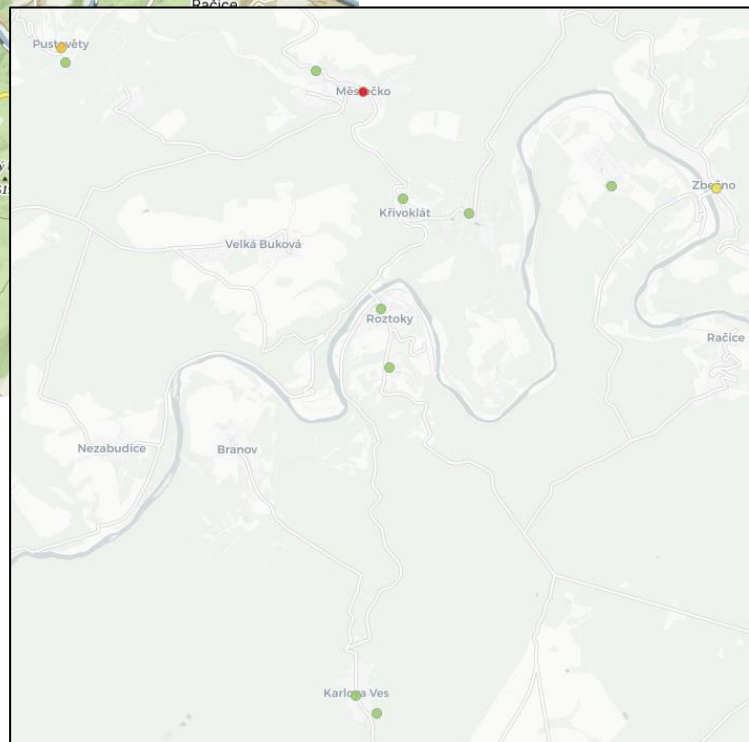 Račice
Pustověty
Městečko
Zbečno
Křivoklát
Velká Buková
Roztoky
Račice
Nezabudice
Branov
Karlova Ves